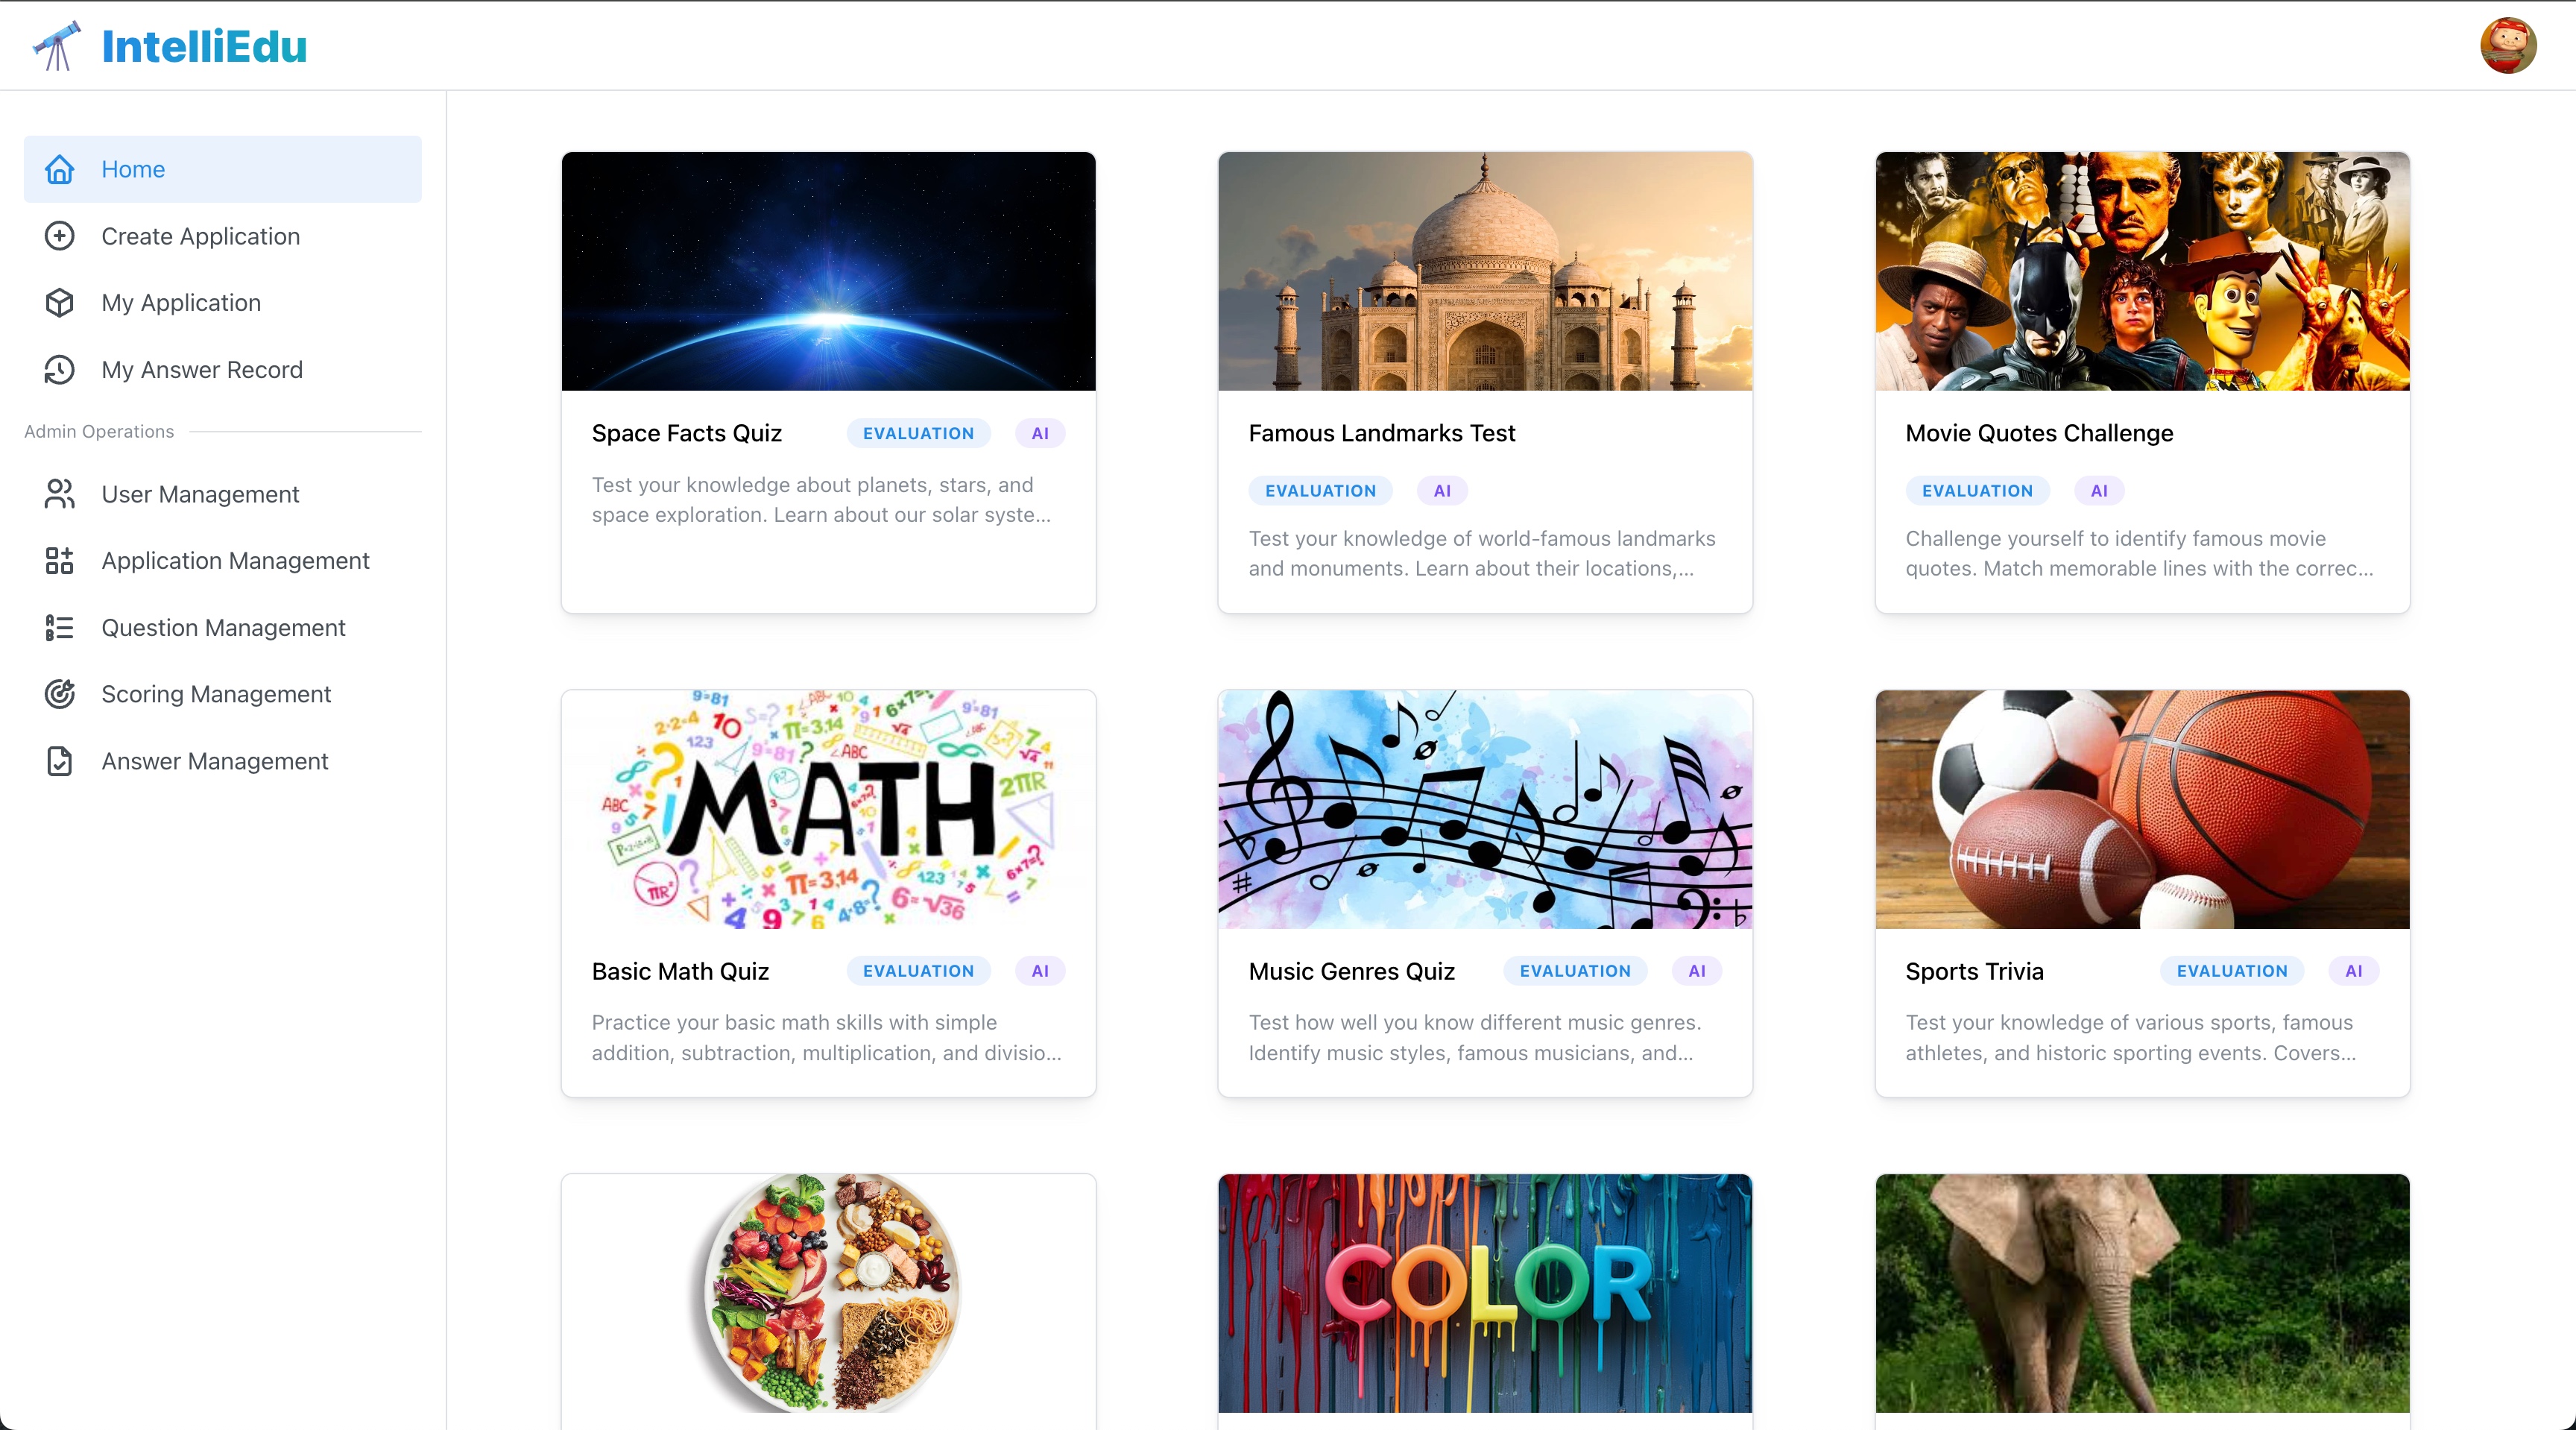 IntelliEdu
Home
Create Application
My Application
My Answer Record
Admin Operations
User Management
Application Management
Question Management
Scoring Management
Answer Management
Space Facts Quiz EVALUATION AI
Test your knowledge about planets, stars, and
space exploration. Learn about our solar syste...
Famous Landmarks Test
EVALUATION AI
Test your knowledge of world-famous landmarks
and monuments. Learn about their locations,...
Movie Quotes Challenge
EVALUATION AI
Challenge yourself to identify famous movie
quotes. Match memorable lines with the correc...
MATH
Basic Math Quiz EVALUATION AI
Practice your basic math skills with simple
addition, subtraction, multiplication, and divisio...
Music Genres Quiz EVALUATION AI
Test how well you know different music genres.
Identify music styles, famous musicians, and...
Sports Trivia EVALUATION AI
Test your knowledge of various sports, famous
athletes, and historic sporting events. Covers...
COLOR